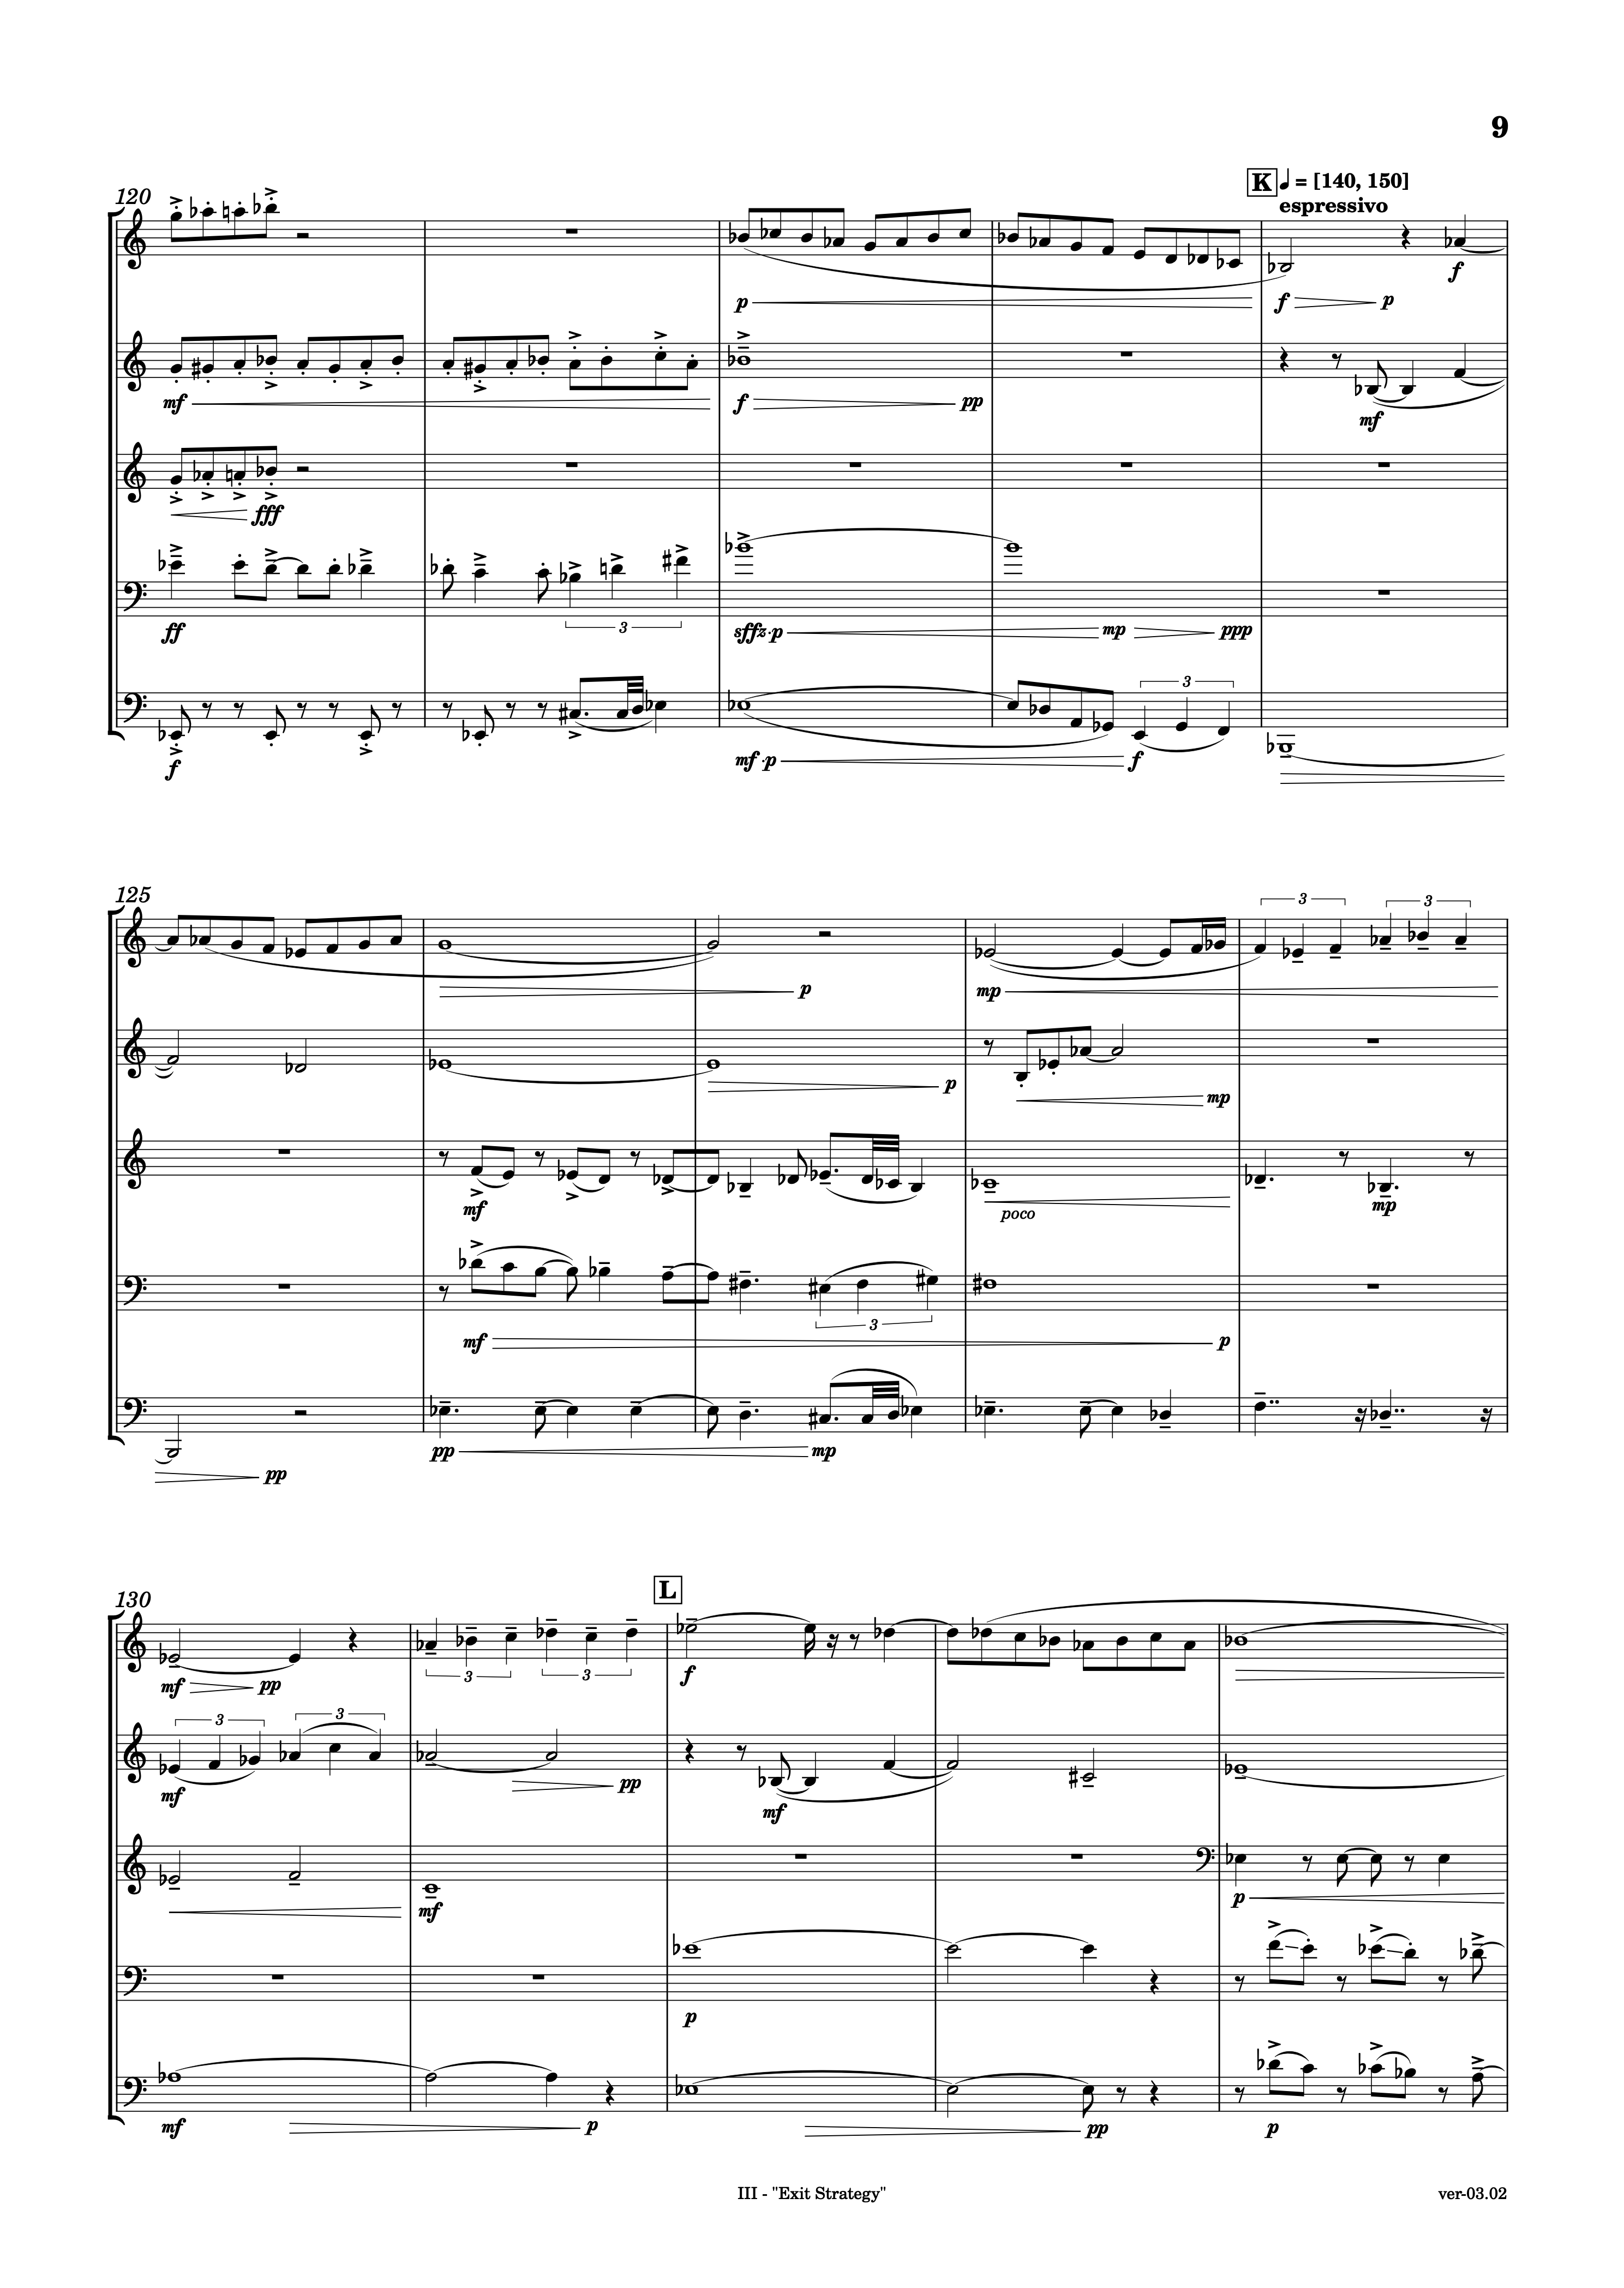 9
120
K ♩ = [140, 150]
espressivo
f
p
f p
mf f pp
mf
fff
ff 3 sffz·p mp ppp
3
f mf·p f
125
3 3
p mp
p mp
mf poco mp
mf 3 p
pp mp
pp
130
L
mf pp 3 3 f
3 3
mf pp mf
mf p
p
mf p pp p
III - "Exit Strategy" ver-03.02